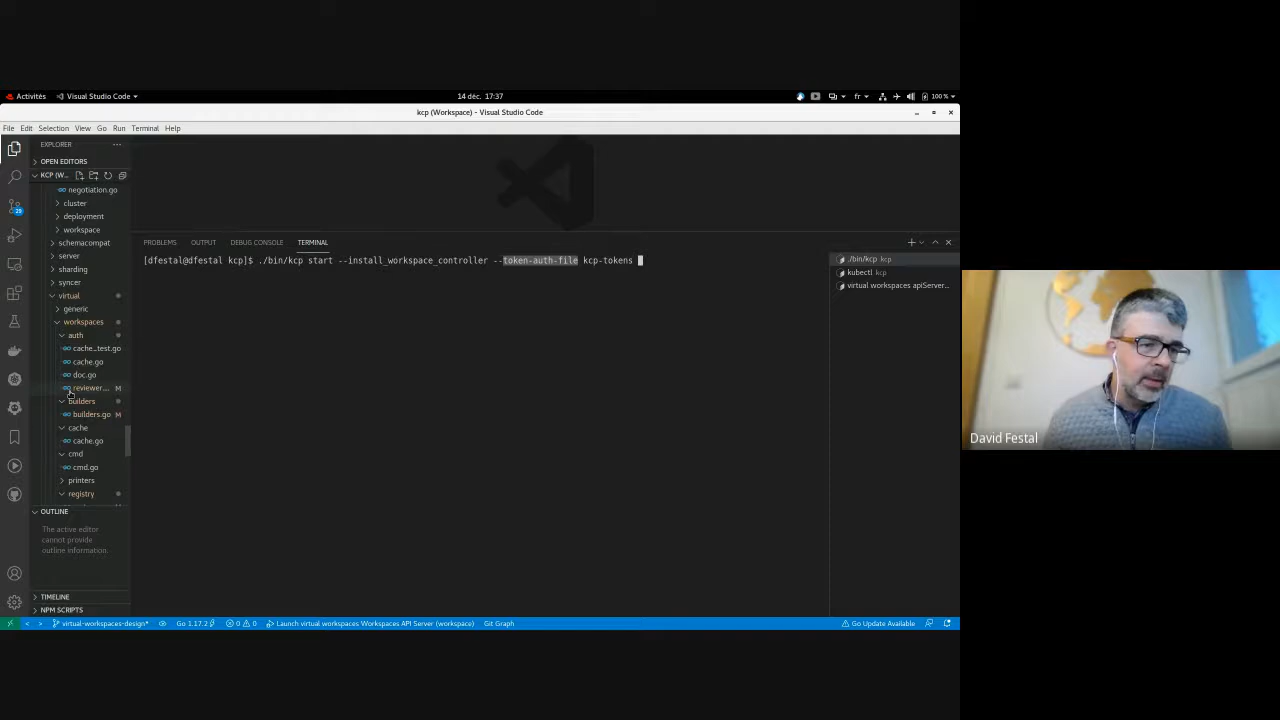 Activités
Visual Studio Code
14 déc. 17:37
fr
100 %
kcp (Workspace) - Visual Studio Code
File Edit Selection View Go Run Terminal Help
EXPLORER
OPEN EDITORS
KCP (W...
negotiation.go
cluster
deployment
workspace
schemacompat
server
sharding
syncer
virtual
generic
workspaces
auth
cache_test.go
cache.go
doc.go
reviewer... M
builders
builders.go M
cache
cache.go
cmd
cmd.go
printers
registry
OUTLINE
The active editor
cannot provide
outline information.
TIMELINE
NPM SCRIPTS
PROBLEMS OUTPUT DEBUG CONSOLE TERMINAL
[dfestal@dfestal kcp]$ ./bin/kcp start --install_workspace_controller --token-auth-file kcp-tokens
./bin/kcp kcp
kubectl kcp
virtual workspaces apiServer...
virtual-workspaces-design* Go 1.17.2 0 0 Launch virtual workspaces Workspaces API Server (workspace) Git Graph Go Update Available
David Festal